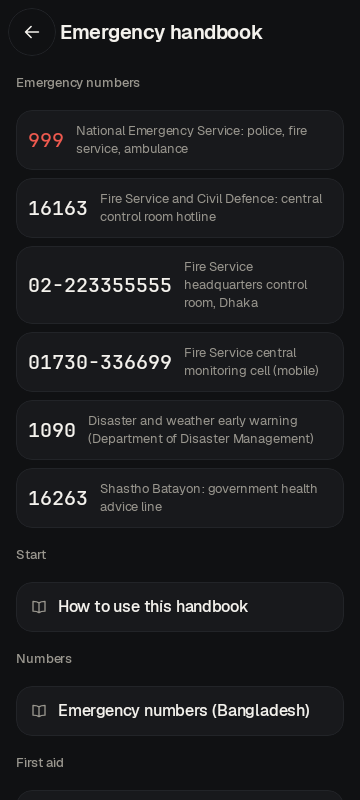 Emergency handbook
Emergency numbers
999
National Emergency Service: police, fire
service, ambulance
16163
Fire Service and Civil Defence: central
control room hotline
02-223355555
Fire Service
headquarters control
room, Dhaka
01730-336699
Fire Service central
monitoring cell (mobile)
1090
Disaster and weather early warning
(Department of Disaster Management)
16263
Shastho Batayon: government health
advice line
Start
How to use this handbook
Numbers
Emergency numbers (Bangladesh)
First aid